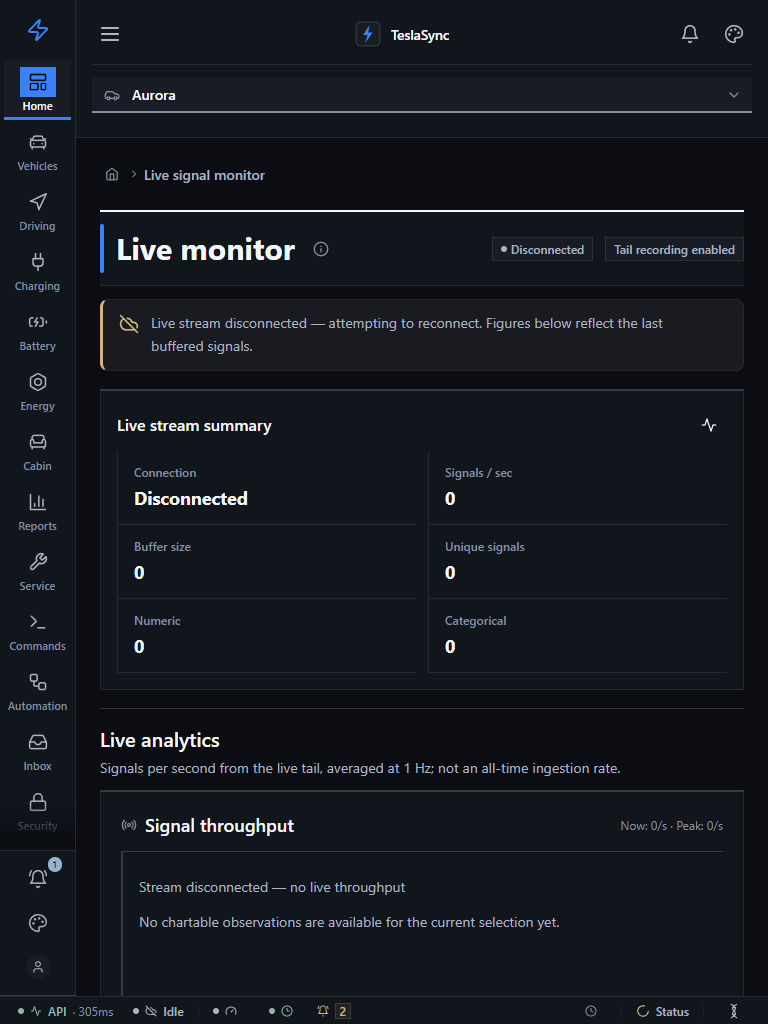 TeslaSync
Aurora
Home
Vehicles
Driving
Charging
Battery
Energy
Cabin
Reports
Service
Commands
Automation
Inbox
Security
1
Live signal monitor
Live monitor
Disconnected
Tail recording enabled
Live stream disconnected — attempting to reconnect. Figures below reflect the last
buffered signals.
Live stream summary
Connection
Disconnected
Signals / sec
0
Buffer size
0
Unique signals
0
Numeric
0
Categorical
0
Live analytics
Signals per second from the live tail, averaged at 1 Hz; not an all-time ingestion rate.
Signal throughput
Now: 0/s · Peak: 0/s
Stream disconnected — no live throughput
No chartable observations are available for the current selection yet.
API · 305ms
Idle
2
Status